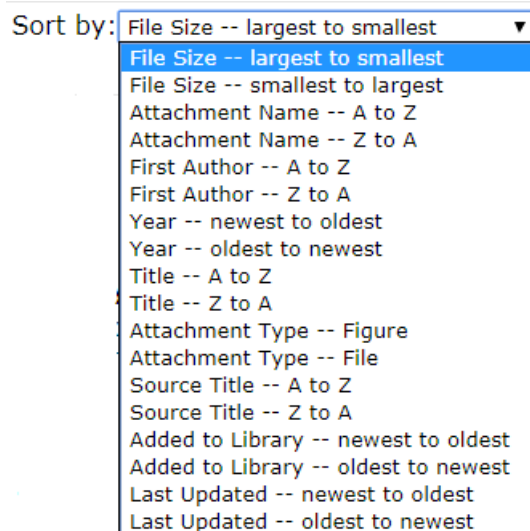 Sort by: File Size -- largest to smallest
File Size -- largest to smallest
File Size -- smallest to largest
Attachment Name -- A to Z
Attachment Name -- Z to A
First Author -- A to Z
First Author -- Z to A
Year -- newest to oldest
Year -- oldest to newest
Title -- A to Z
Title -- Z to A
Attachment Type -- Figure
Attachment Type -- File
Source Title -- A to Z
Source Title -- Z to A
Added to Library -- newest to oldest
Added to Library -- oldest to newest
Last Updated -- newest to oldest
Last Updated -- oldest to newest